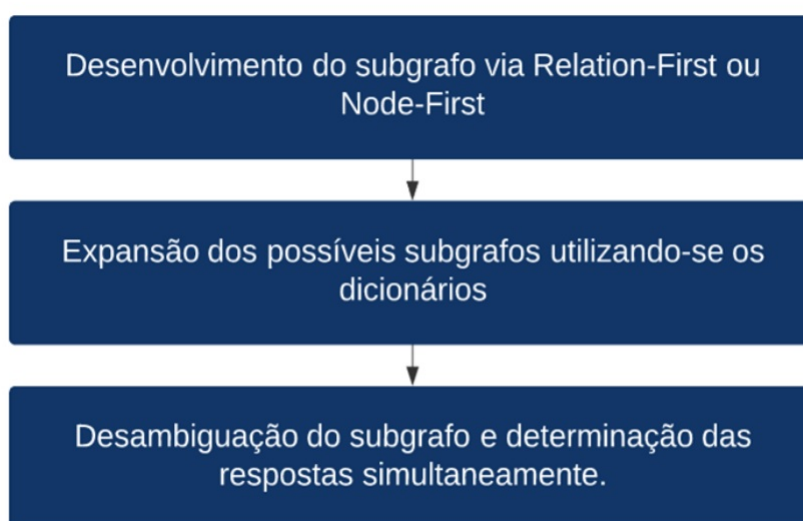 Desenvolvimento do subgrafo via Relation-First ou
Node-First
Expansão dos possíveis subgrafos utilizando-se os
dicionários
Desambiguação do subgrafo e determinação das
respostas simultaneamente.